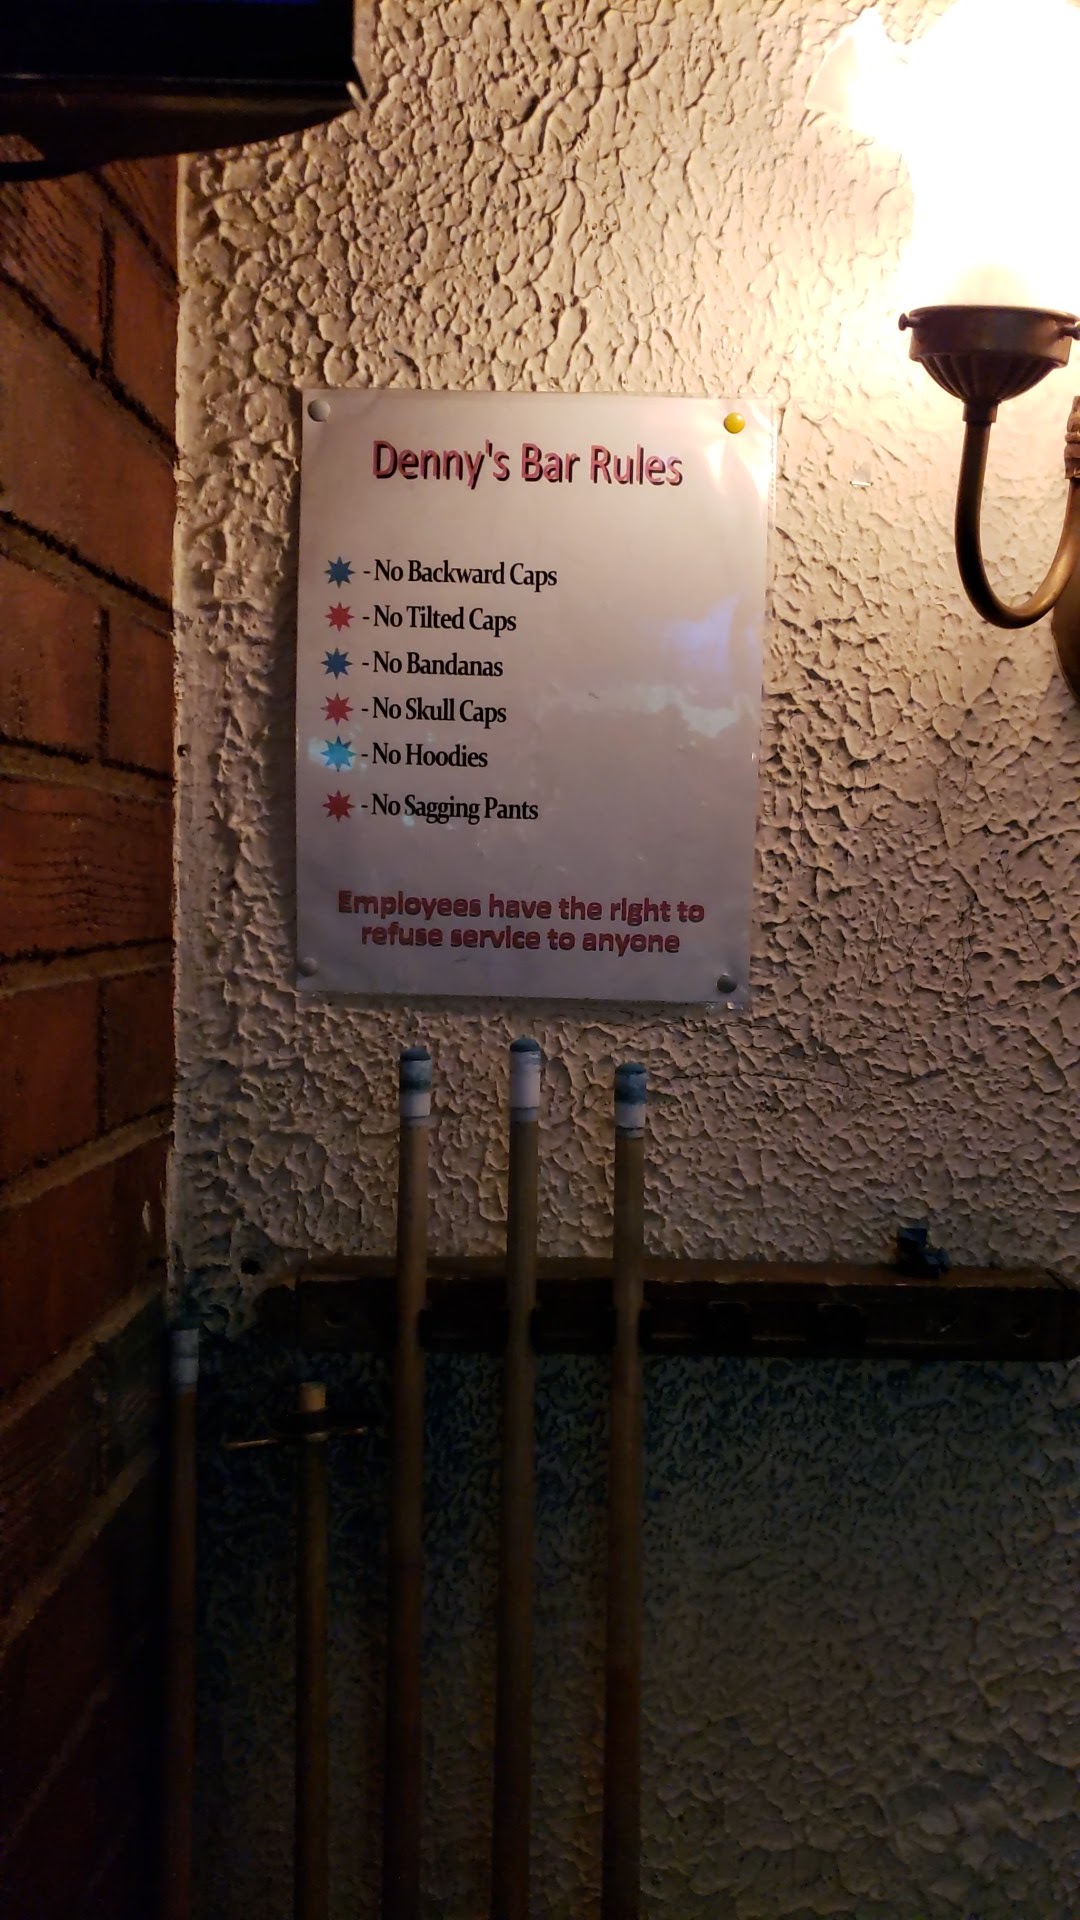 Denny's Bar Rules
- No Backward Caps
- No Tilted Caps
- No Bandanas
- No Skull Caps
- No Hoodies
- No Sagging Pants
Employees have the right to
refuse service to anyone